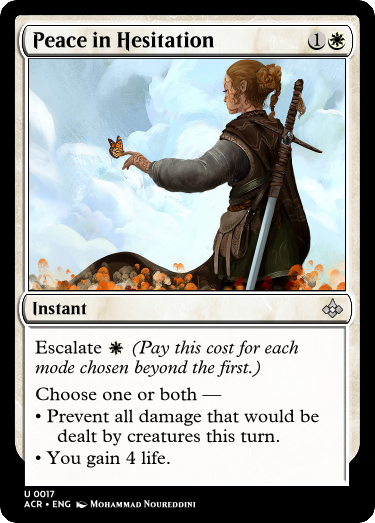 Peace in Hesitation 1
Instant
Escalate (Pay this cost for each
mode chosen beyond the first.)
Choose one or both —
• Prevent all damage that would be
dealt by creatures this turn.
• You gain 4 life.
U 0017
ACR • ENG Mohammad Noureddini